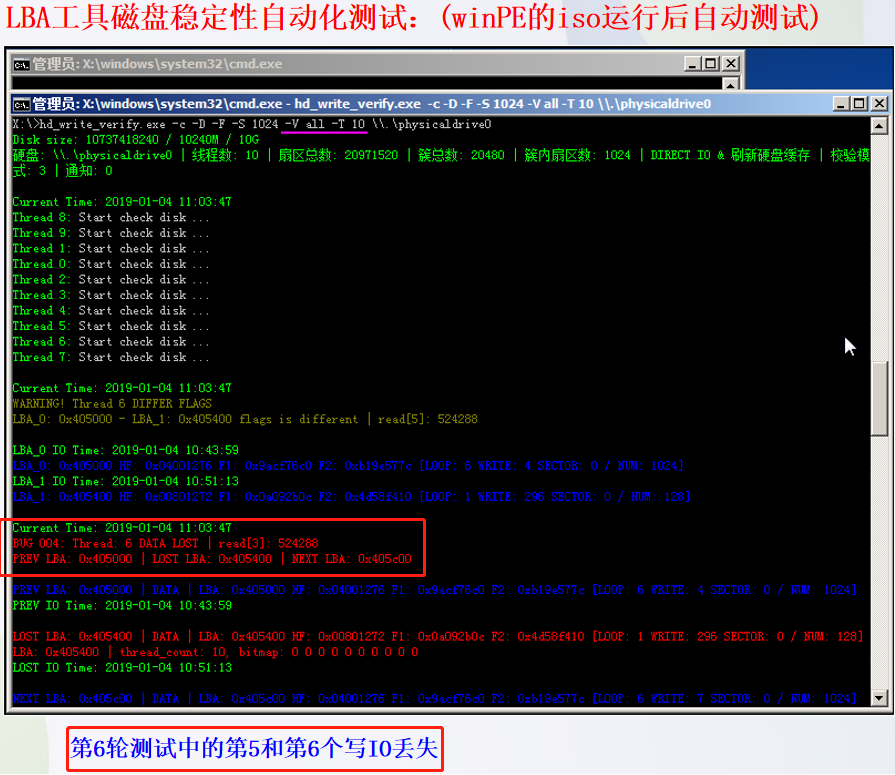 LBA工具磁盘稳定性自动化测试：(winPE的iso运行后自动测试)
管理员: X:\windows\system32\cmd.exe
管理员: X:\windows\system32\cmd.exe - hd_write_verify.exe -c -D -F -S 1024 -V all -T 10 \\.\physicaldrive0
X:\>hd_write_verify.exe -c -D -F -S 1024 -V all -T 10 \\.\physicaldrive0
Disk size: 10737418240 / 10240M / 10G
硬盘: \\.\physicaldrive0 | 线程数: 10 | 扇区总数: 20971520 | 簇总数: 20480 | 簇内扇区数: 1024 | DIRECT IO & 刷新硬盘缓存 | 校验模
式: 3 | 通知: 0
Current Time: 2019-01-04 11:03:47
Thread 8: Start check disk ...
Thread 9: Start check disk ...
Thread 1: Start check disk ...
Thread 0: Start check disk ...
Thread 2: Start check disk ...
Thread 3: Start check disk ...
Thread 4: Start check disk ...
Thread 5: Start check disk ...
Thread 6: Start check disk ...
Thread 7: Start check disk ...
Current Time: 2019-01-04 11:03:47
WARNING! Thread 6 DIFFER FLAGS
LBA_0: 0x405000 - LBA_1: 0x405400 flags is different | read[5]: 524288
LBA_0 IO Time: 2019-01-04 10:43:59
LBA_0: 0x405000 HF: 0x04001276 F1: 0x9acf76c0 F2: 0xb19e577c [LOOP: 6 WRITE: 4 SECTOR: 0 / NUM: 1024]
LBA_1 IO Time: 2019-01-04 10:51:13
LBA_1: 0x405400 HF: 0x00801272 F1: 0x0a092b0c F2: 0x4d58f410 [LOOP: 1 WRITE: 296 SECTOR: 0 / NUM: 128]
Current Time: 2019-01-04 11:03:47
BUG 004: Thread: 6 DATA LOST | read[3]: 524288
PREV LBA: 0x405000 | LOST LBA: 0x405400 | NEXT LBA: 0x405c00
PREV LBA: 0x405000 | DATA | LBA: 0x405000 HF: 0x04001276 F1: 0x9acf76c0 F2: 0xb19e577c [LOOP: 6 WRITE: 4 SECTOR: 0 / NUM: 1024]
PREV IO Time: 2019-01-04 10:43:59
LOST LBA: 0x405400 | DATA | LBA: 0x405400 HF: 0x00801272 F1: 0x0a092b0c F2: 0x4d58f410 [LOOP: 1 WRITE: 296 SECTOR: 0 / NUM: 128]
LBA: 0x405400 | thread_count: 10, bitmap: 0 0 0 0 0 0 0 0 0 0
LOST IO Time: 2019-01-04 10:51:13
NEXT LBA: 0x405c00 | DATA | LBA: 0x405c00 HF: 0x04001276 F1: 0x9acf76c0 F2: 0xb19e577c [LOOP: 6 WRITE: 7 SECTOR: 0 / NUM: 1024]
第6轮测试中的第5和第6个写IO丢失